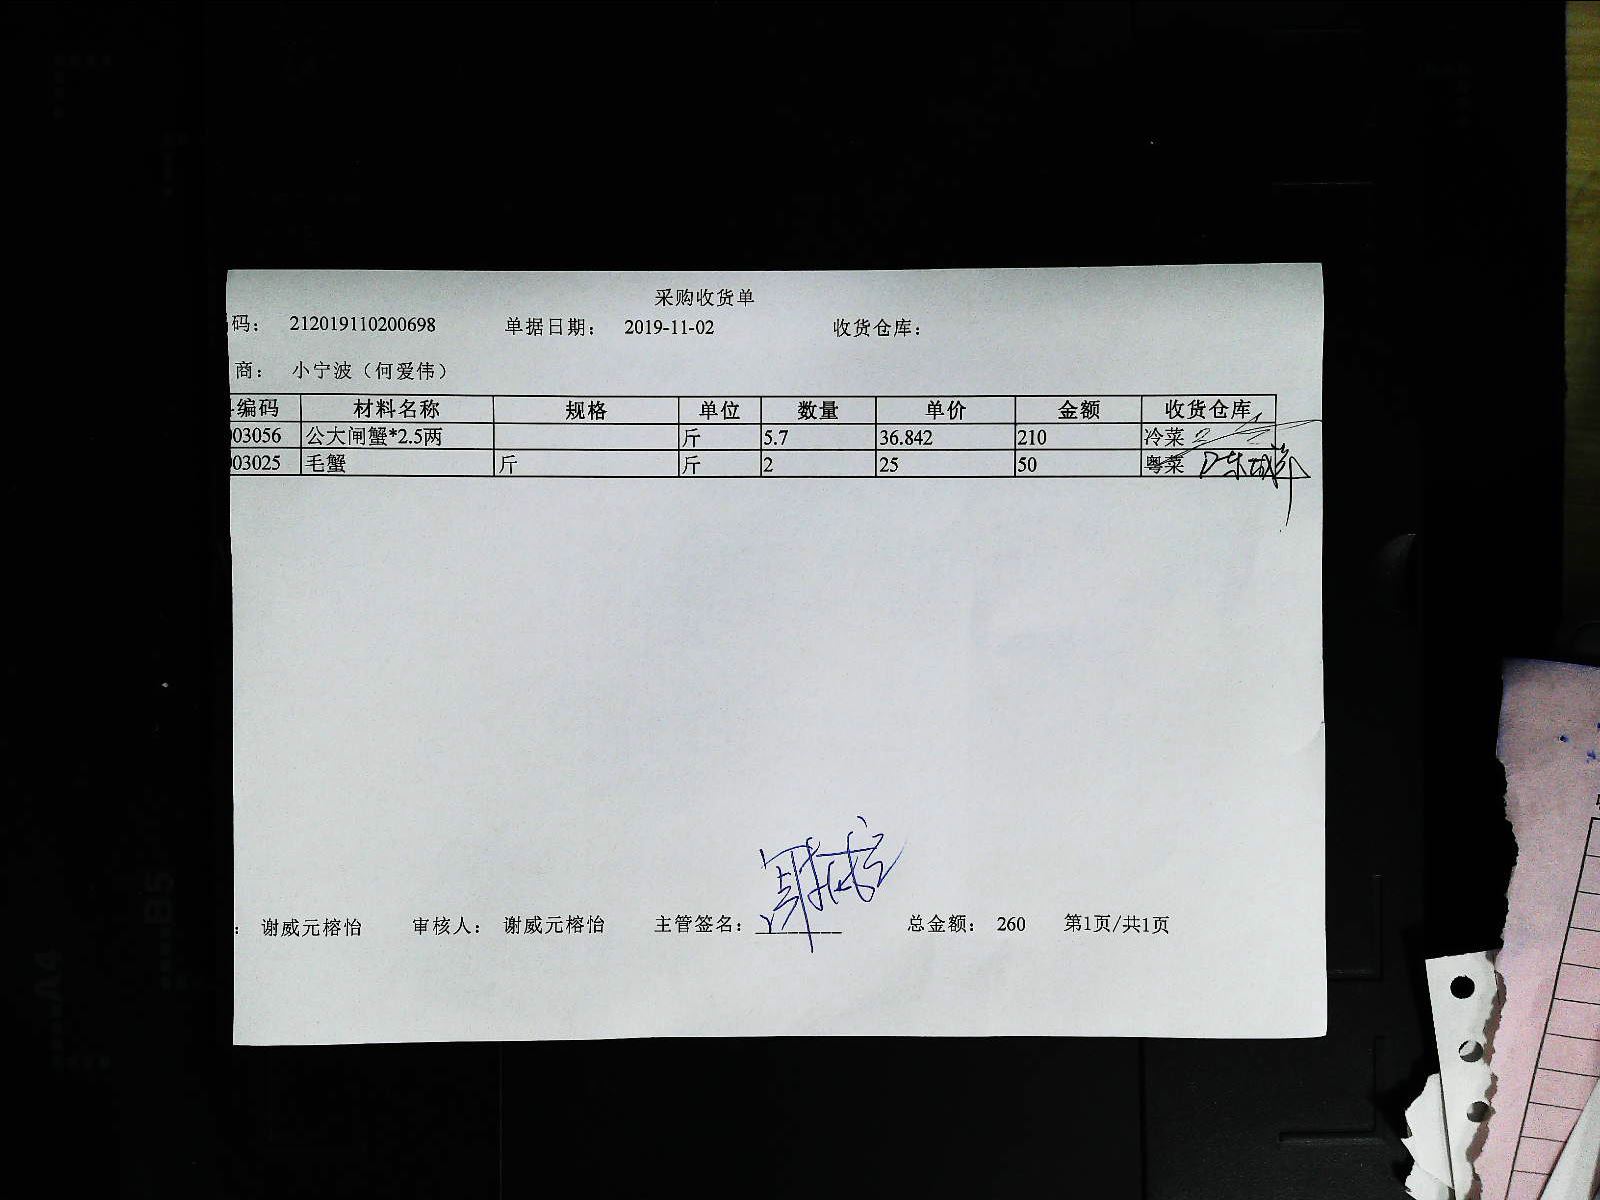 采购收货单
码： 212019110200698 单据日期： 2019-11-02 收货仓库：
商： 小宁波（何爱伟）
编码 材料名称 规格 单位 数量 单价 金额 收货仓库
03056 公大闸蟹*2.5两 斤 5.7 36.842 210 冷菜
03025 毛蟹 斤 斤 2 25 50 粤菜
： 谢威元榕怡 审核人： 谢威元榕怡 主管签名： 总金额： 260 第1页/共1页